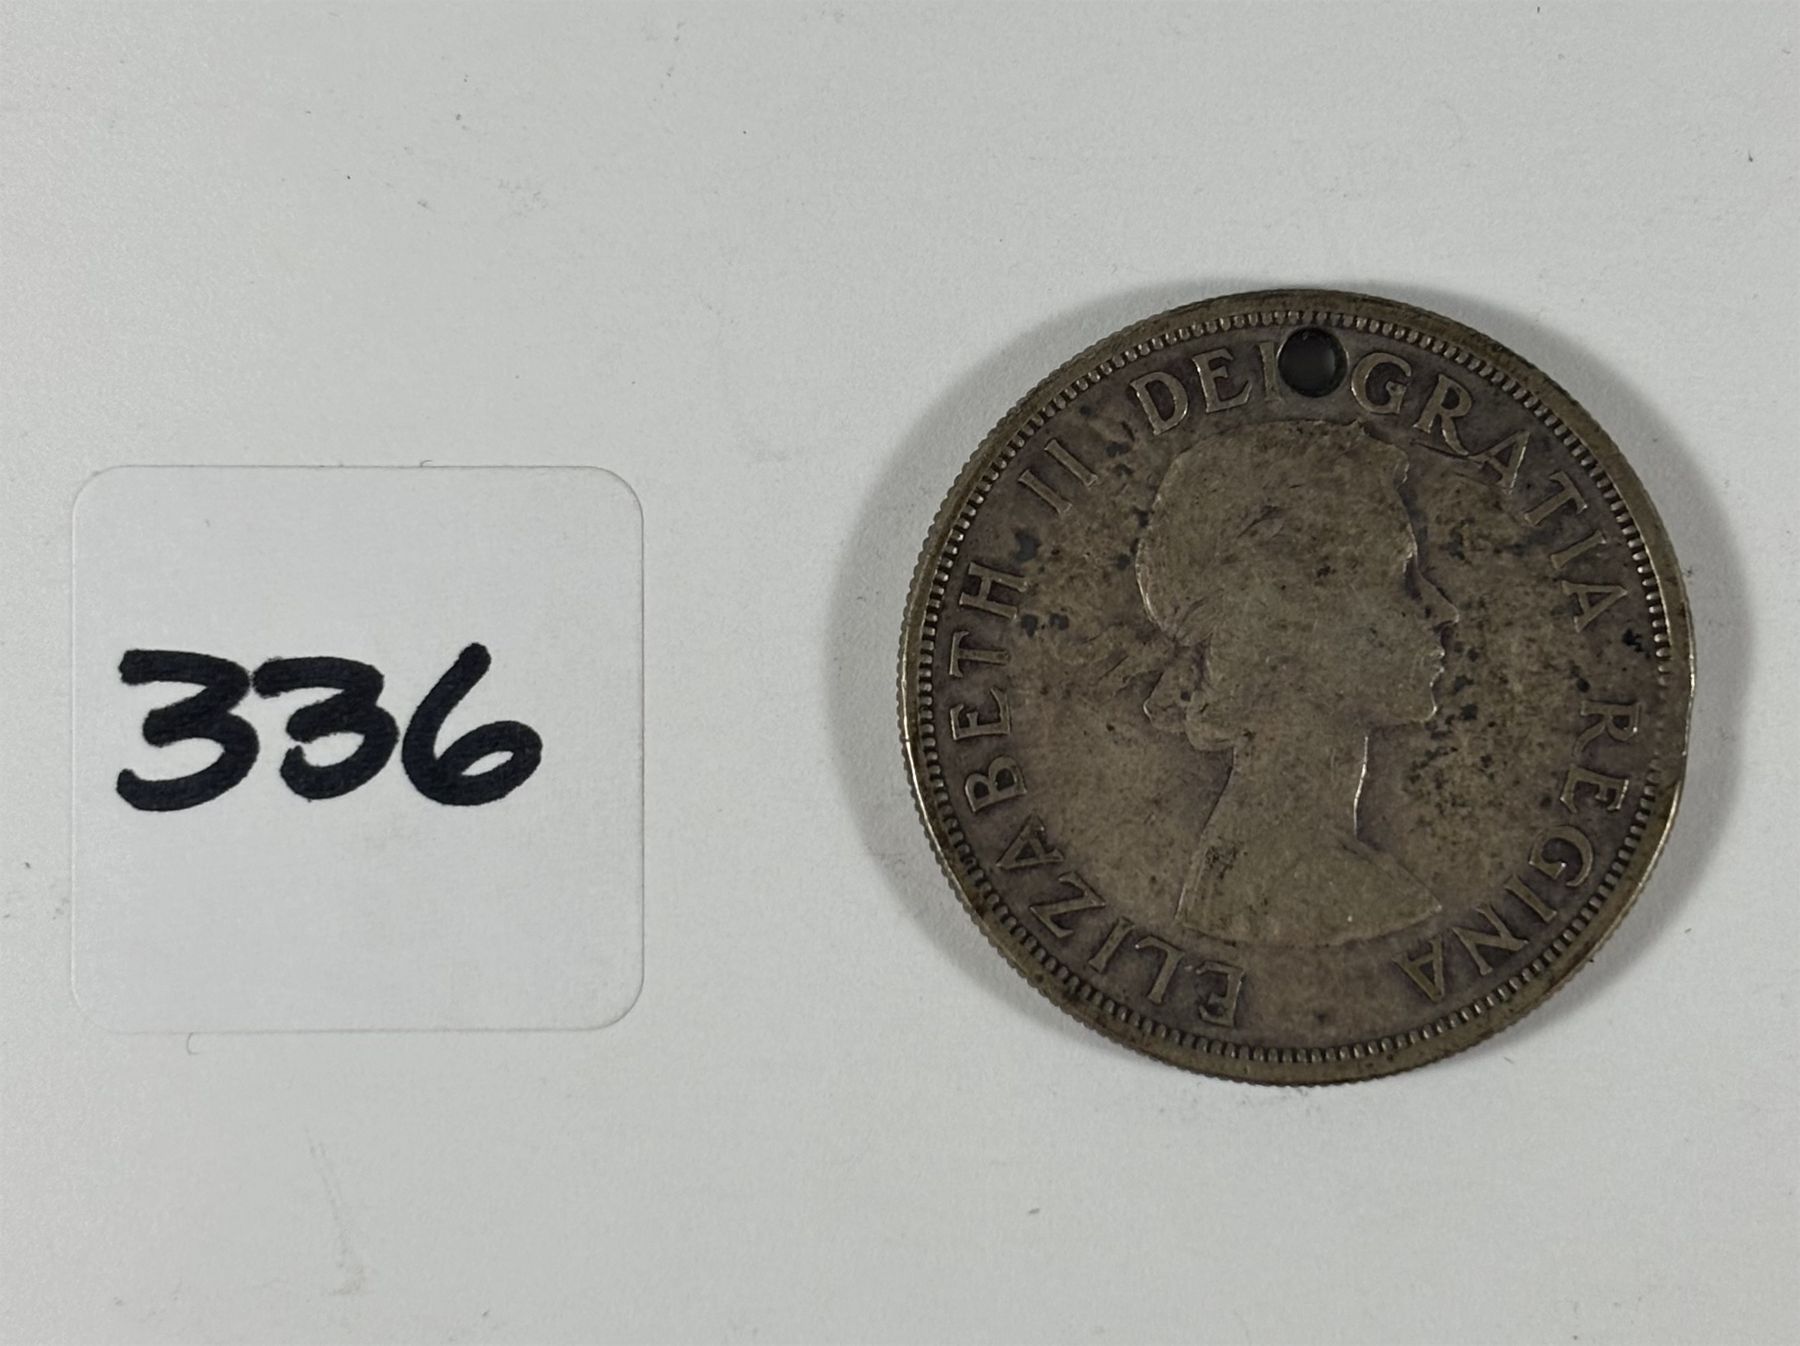 336
ELIZABETH II DEI GRATIA REGINA